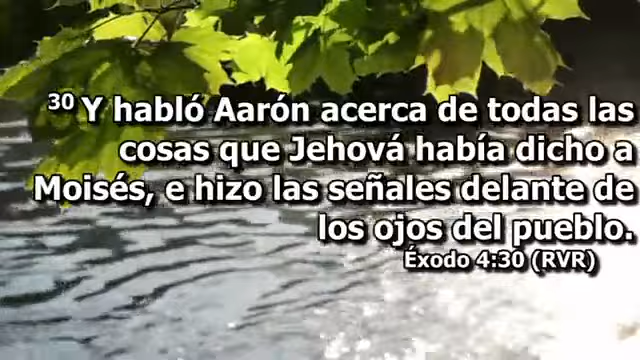 30 Y habló Aarón acerca de todas las
cosas que Jehová había dicho a
Moisés, e hizo las señales delante de
los ojos del pueblo.
Éxodo 4:30 (RVR)